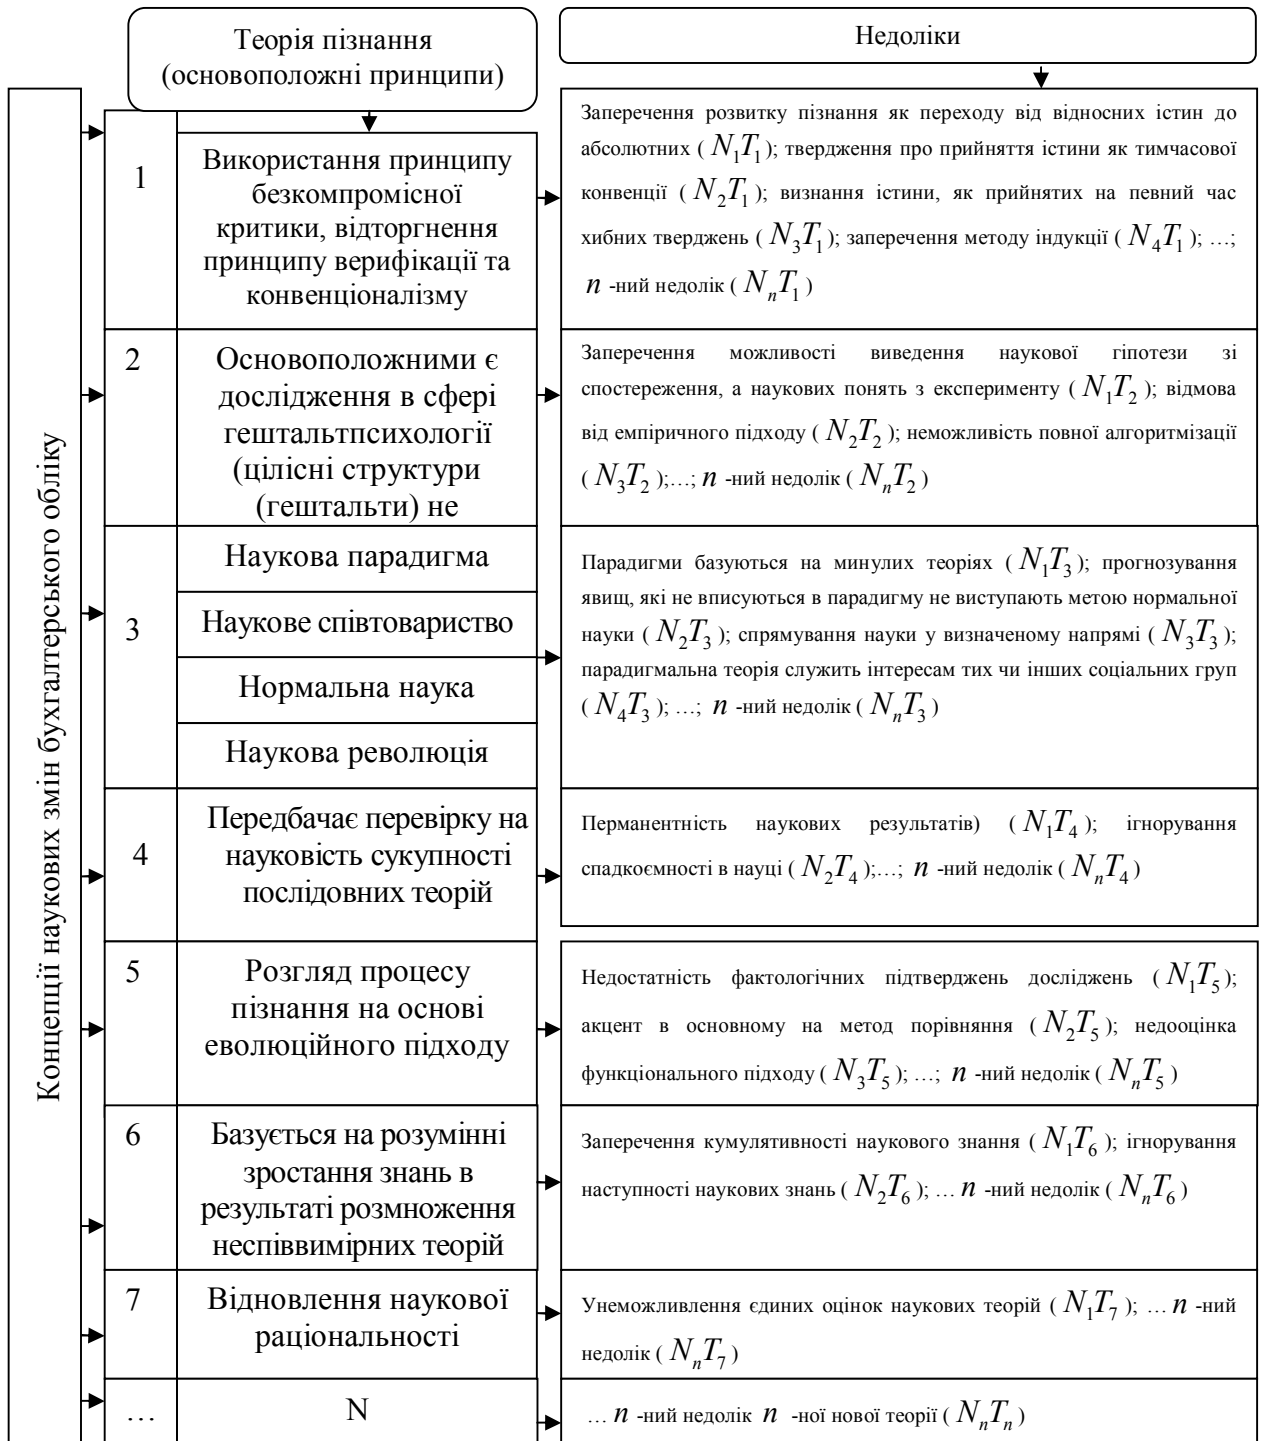 Теорія пізнання
(основоположні принципи)
Недоліки
Концепції наукових змін бухгалтерського обліку
1
Використання принципу
безкомпромісної
критики, відторгнення
принципу верифікації та
конвенціоналізму
Заперечення розвитку пізнання як переходу від відносних істин до
абсолютних ( N₁T₁ ); твердження про прийняття істини як тимчасової
конвенції ( N₂T₁ ); визнання істини, як прийнятих на певний час
хибних тверджень ( N₃T₁ ); заперечення методу індукції ( N₄T₁ ); …;
n -ний недолік ( NₙT₁ )
2
Основоположними є
дослідження в сфері
гештальтпсихології
(цілісні структури
(гештальти) не
Заперечення можливості виведення наукової гіпотези зі
спостереження, а наукових понять з експерименту ( N₁T₂ ); відмова
від емпіричного підходу ( N₂T₂ ); неможливість повної алгоритмізації
( N₃T₂ );…; n -ний недолік ( NₙT₂ )
3
Наукова парадигма
Наукове співтовариство
Нормальна наука
Наукова революція
Парадигми базуються на минулих теоріях ( N₁T₃ ); прогнозування
явищ, які не вписуються в парадигму не виступають метою нормальної
науки ( N₂T₃ ); спрямування науки у визначеному напрямі ( N₃T₃ );
парадигмальна теорія служить інтересам тих чи інших соціальних груп
( N₄T₃ ); …; n -ний недолік ( NₙT₃ )
4
Передбачає перевірку на
науковість сукупності
послідовних теорій
Перманентність наукових результатів) ( N₁T₄ ); ігнорування
спадкоємності в науці ( N₂T₄ );…; n -ний недолік ( NₙT₄ )
5
Розгляд процесу
пізнання на основі
еволюційного підходу
Недостатність фактологічних підтверджень досліджень ( N₁T₅ );
акцент в основному на метод порівняння ( N₂T₅ ); недооцінка
функціонального підходу ( N₃T₅ ); …; n -ний недолік ( NₙT₅ )
6
Базується на розумінні
зростання знань в
результаті розмноження
неспіввимірних теорій
Заперечення кумулятивності наукового знання ( N₁T₆ ); ігнорування
наступності наукових знань ( N₂T₆ ); … n -ний недолік ( NₙT₆ )
7
Відновлення наукової
раціональності
Унеможливлення єдиних оцінок наукових теорій ( N₁T₇ ); … n -ний
недолік ( NₙT₇ )
…
N
… n -ний недолік n -ної нової теорії ( NₙTₙ )